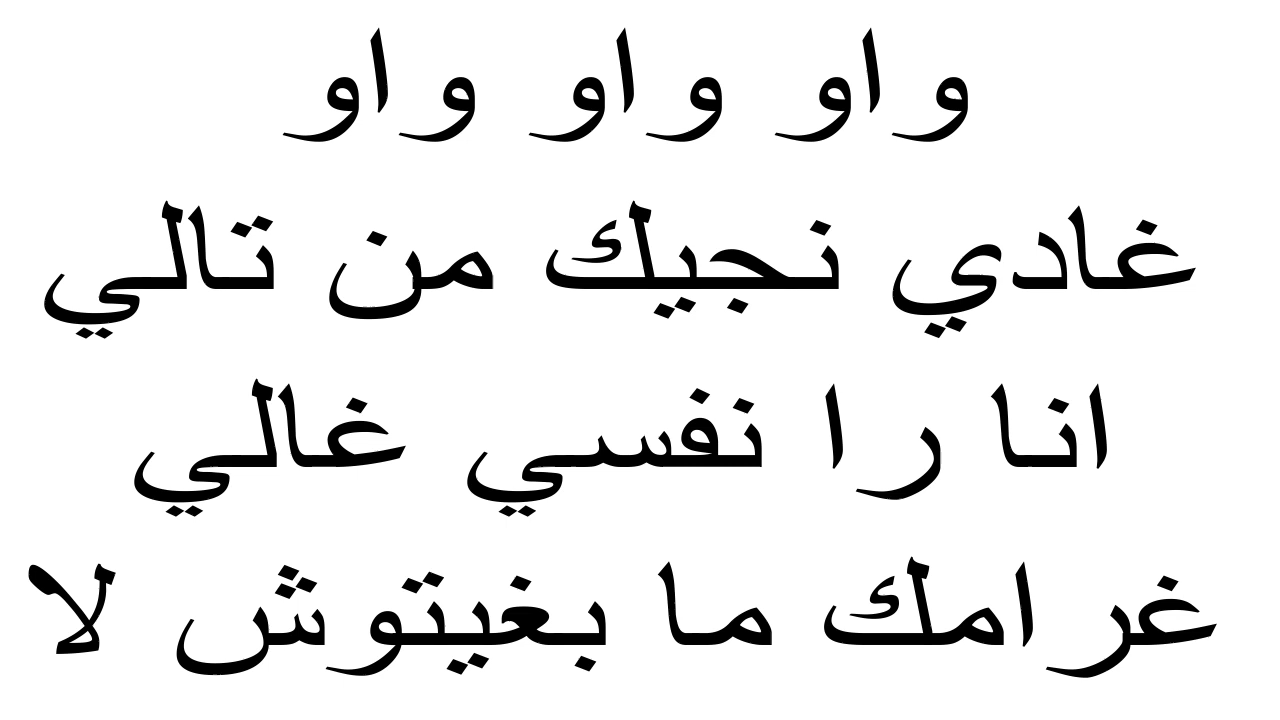 واو واو واو
غادي نجيك من تالي
انا را نفسي غالي
غرامك ما بغيتوش لا